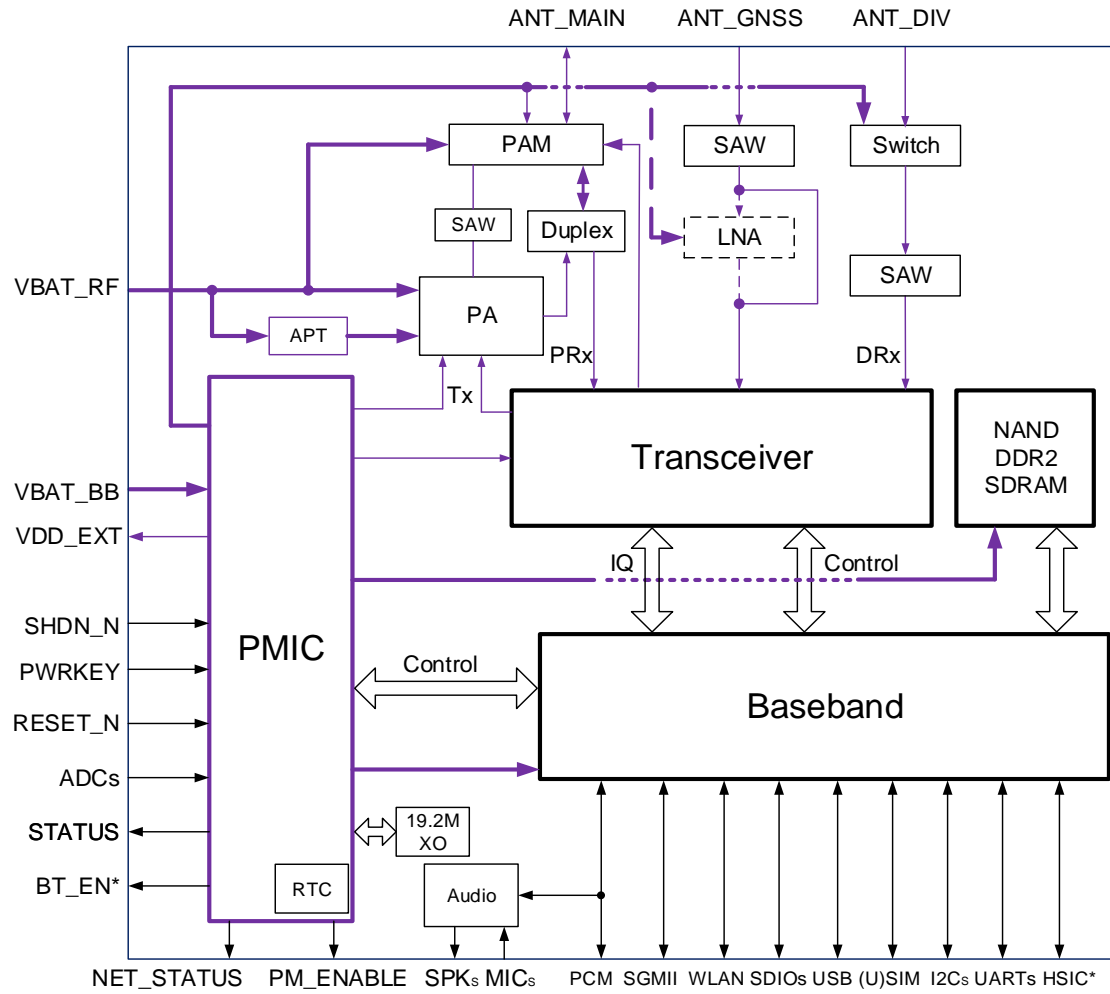 ANT_MAIN ANT_GNSS ANT_DIV
PAM
SAW
Switch
SAW
Duplex
LNA
VBAT_RF
PA
SAW
APT
PRx
DRx
Tx
Transceiver
NAND
DDR2
SDRAM
VBAT_BB
VDD_EXT
IQ
Control
SHDN_N
PMIC
PWRKEY
Control
Baseband
RESET_N
ADCs
STATUS
19.2M
XO
BT_EN*
RTC
Audio
NET_STATUS PM_ENABLE SPKs MICs PCM SGMII WLAN SDIOs USB (U)SIM I2Cs UARTs HSIC*